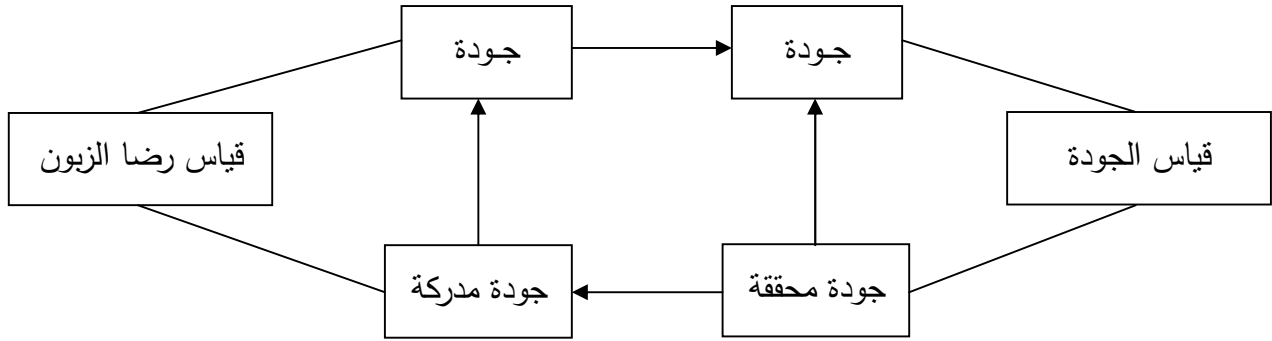 جودة
جودة
قياس الجودة
قياس رضا الزبون
جودة محققة
جودة مدركة